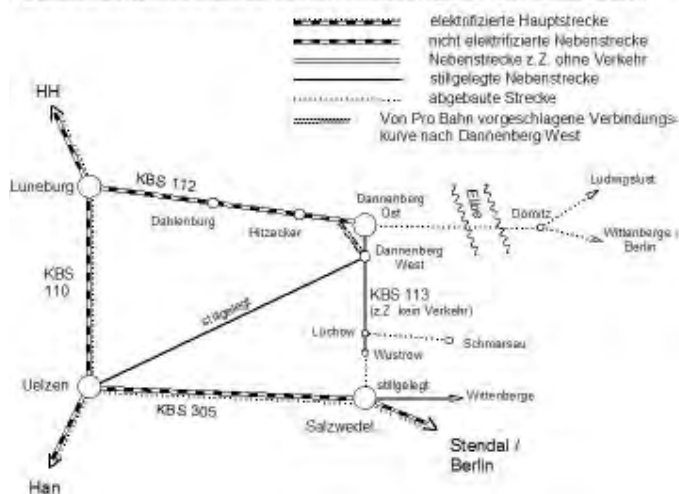 elektrifizierte Hauptstrecke
nicht elektrifizierte Nebenstrecke
Nebenstrecke z.Z. ohne Verkehr
stillgelegte Nebenstrecke
abgebaute Strecke
Von Pro Bahn vorgeschlagene Verbindungs-
kurve nach Dannenberg West
HH
Lüneburg
KBS 112
Dahlenburg
Hitzacker
Dannenberg
Ost
Elbe
Dömitz
Ludwigslust
Wittenberge /
Berlin
Dannenberg
West
KBS
110
stillgelegt
KBS 113
(z.Z. kein Verkehr)
Lüchow
Schmarsau
Wustrow
Uelzen
KBS 305
stillgelegt
Wittenberge
Salzwedel
Stendal /
Berlin
Han